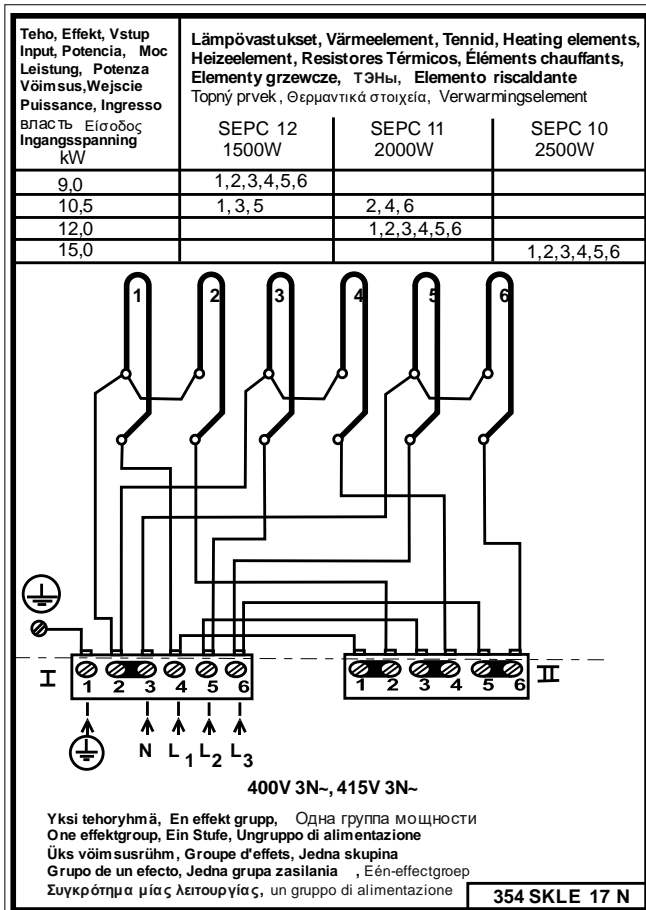 Teho, Effekt, Vstup
Input, Potencia, Moc
Leistung, Potenza
Vöimsus,Wejscie
Puissance, Ingresso
власть Είσοδος
Ingangsspanning
kW
Lämpövastukset, Värmeelement, Tennid, Heating elements,
Heizeelement, Resistores Térmicos, Éléments chauffants,
Elementy grzewcze, ТЭНы, Elemento riscaldante
Topný prvek, Θερμαντικά στοιχεία, Verwarmingselement
SEPC 12 SEPC 11 SEPC 10
1500W 2000W 2500W
9,0 1,2,3,4,5,6
10,5 1, 3, 5 2, 4, 6
12,0 1,2,3,4,5,6
15,0 1,2,3,4,5,6
1 2 3 4 5 6
I 1 2 3 4 5 6 1 2 3 4 5 6 II
N L1 L2 L3
400V 3N~, 415V 3N~
Yksi tehoryhmä, En effekt grupp, Одна группа мощности
One effektgroup, Ein Stufe, Ungruppo di alimentazione
Üks vöimsusrühm, Groupe d'effets, Jedna skupina
Grupo de un efecto, Jedna grupa zasilania , Eén-effectgroep
Συγκρότημα μίας λειτουργίας, un gruppo di alimentazione
354 SKLE 17 N